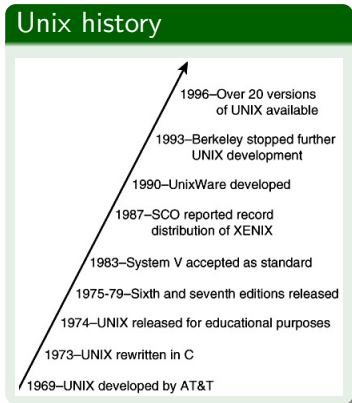 Unix history
1996–Over 20 versions
of UNIX available
1993–Berkeley stopped further
UNIX development
1990–UnixWare developed
1987–SCO reported record
distribution of XENIX
1983–System V accepted as standard
1975-79–Sixth and seventh editions released
1974–UNIX released for educational purposes
1973–UNIX rewritten in C
1969–UNIX developed by AT&T